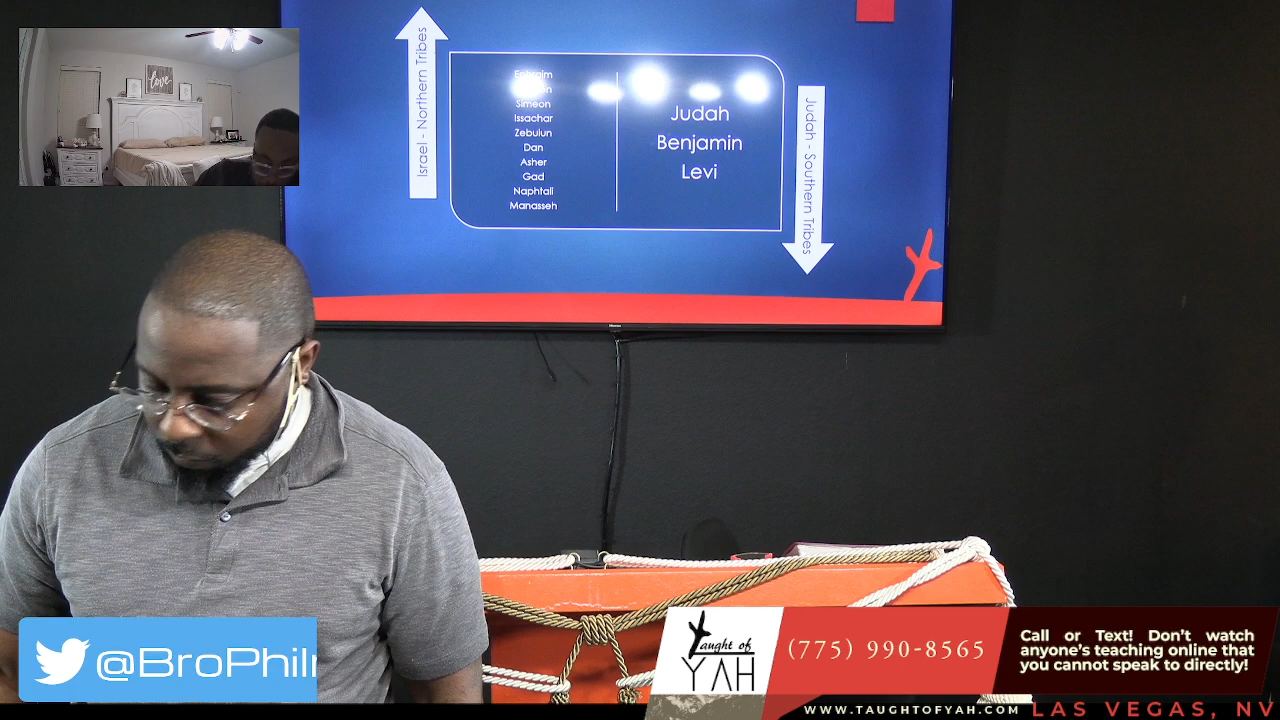 love
Israel - Northern Tribes
Ephraim
Simeon
Issachar
Zebulun
Dan
Asher
Gad
Naphtali
Manasseh
Judah
Benjamin
Levi
Judah - Southern Tribes
@BroPhil
Taught of
YAH
(775) 990-8565
Call or Text! Don't watch
anyone's teaching online that
you cannot speak to directly!
WWW.TAUGHTOFYAH.COM
LAS VEGAS, NV